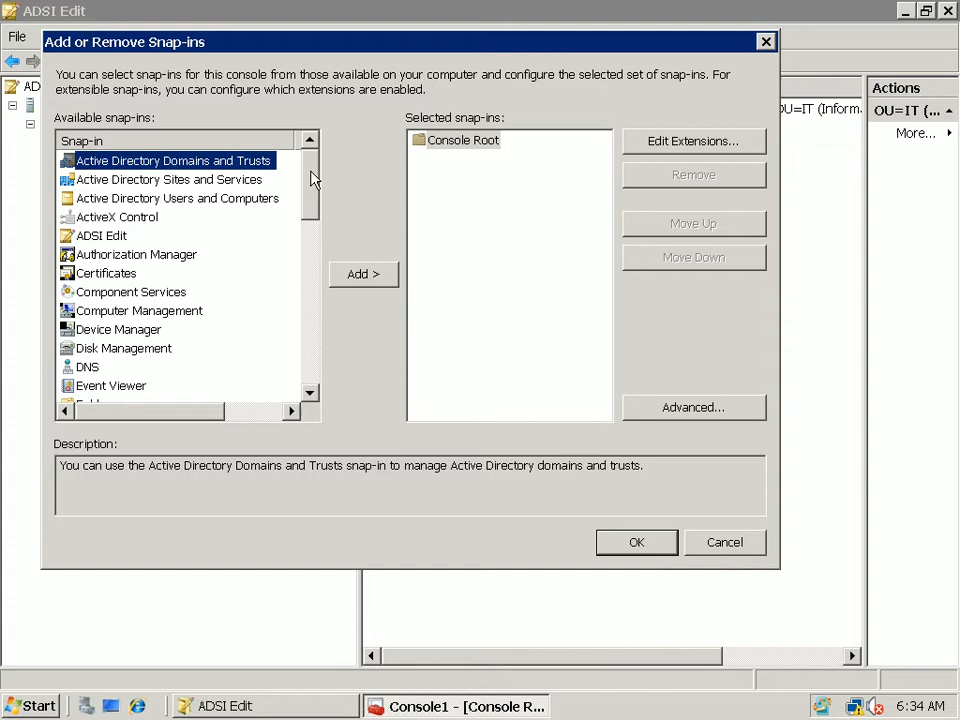 ADSI Edit
File
Add or Remove Snap-ins
You can select snap-ins for this console from those available on your computer and configure the selected set of snap-ins. For
extensible snap-ins, you can configure which extensions are enabled.
Available snap-ins:
Selected snap-ins:
Snap-in
Active Directory Domains and Trusts
Active Directory Sites and Services
Active Directory Users and Computers
ActiveX Control
ADSI Edit
Authorization Manager
Certificates
Component Services
Computer Management
Device Manager
Disk Management
DNS
Event Viewer
Add >
Console Root
Edit Extensions...
Remove
Move Up
Move Down
Advanced...
Description:
You can use the Active Directory Domains and Trusts snap-in to manage Active Directory domains and trusts.
OK
Cancel
AD
OU=IT (Inform.
Actions
OU=IT (...
More...
Start
ADSI Edit
Console1 - [Console R...
6:34 AM